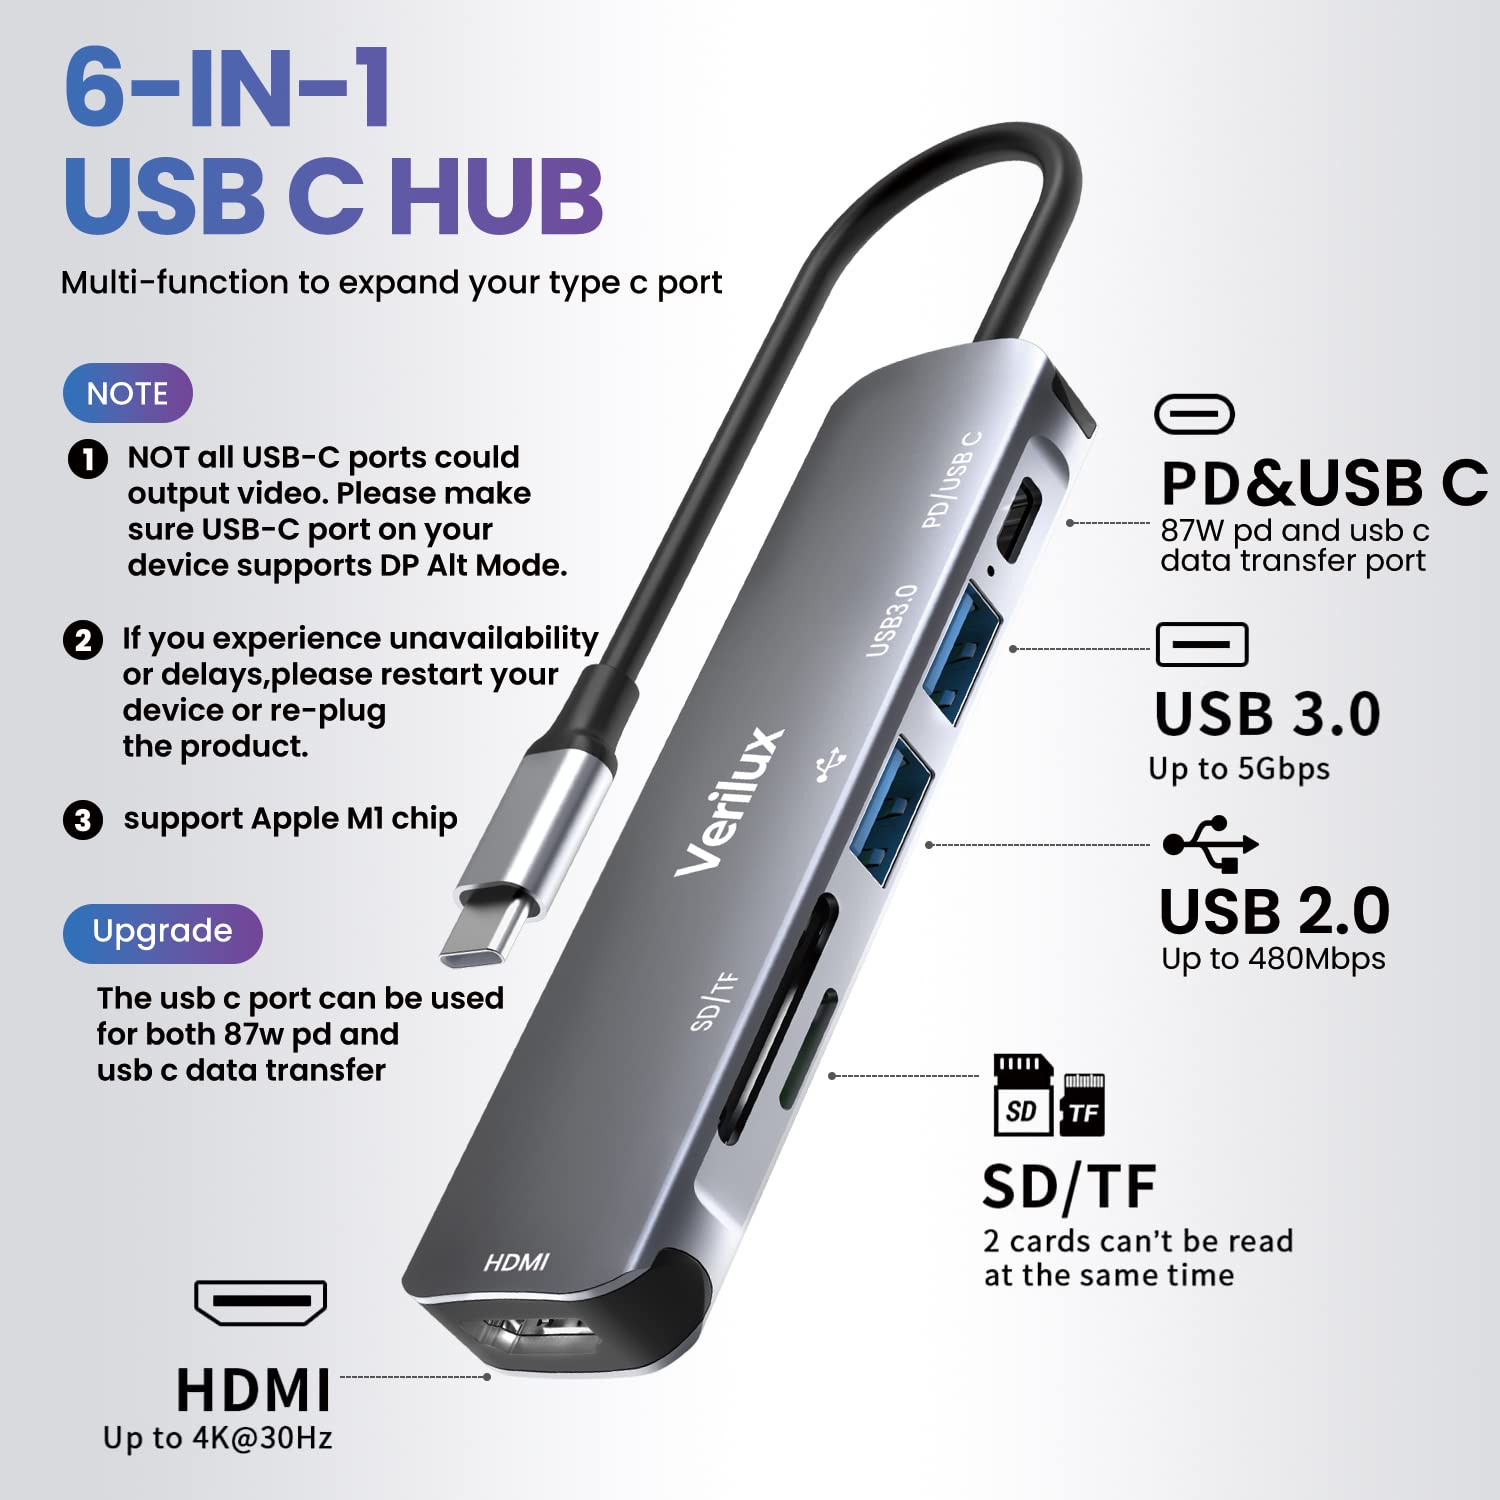 6-IN-1
USB C HUB
Multi-function to expand your type c port
NOTE
1 NOT all USB-C ports could
output video. Please make
sure USB-C port on your
device supports DP Alt Mode.
2 If you experience unavailability
or delays,please restart your
device or re-plug
the product.
3 support Apple M1 chip
Upgrade
The usb c port can be used
for both 87w pd and
usb c data transfer
PD/USB C
USB3.0
Verilux
SD/TF
HDMI
PD&USB C
87W pd and usb c
data transfer port
USB 3.0
Up to 5Gbps
USB 2.0
Up to 480Mbps
SD TF
SD/TF
2 cards can't be read
at the same time
HDMI
Up to 4K@30Hz